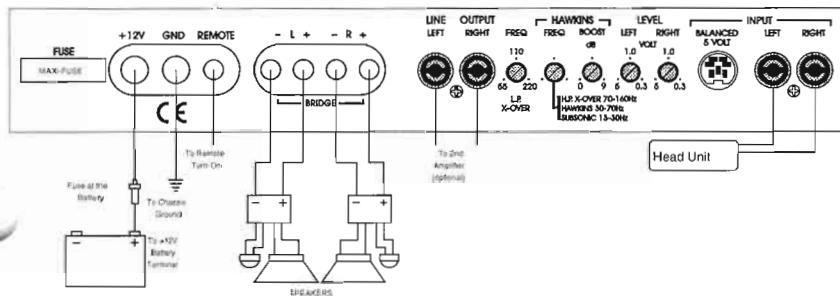 FUSE
MAXI-FUSE
+12V GND REMOTE
CE
- L + - R +
BRIDGE
LINE OUTPUT
LEFT RIGHT
FREQ
110
65 220
L.P.
X-OVER
HAWKINS
FREQ BOOST
dB
0 9
H.P. X-OVER 70-160Hz
HAWKINS 30-70Hz
SUBSONIC 15-30Hz
LEVEL
LEFT RIGHT
VOLT
1.0 1.0
6 0.3 6 0.3
INPUT
BALANCED
5 VOLT
LEFT RIGHT
To Remote
Turn-On
Fuse at the
Battery
To Chassis
Ground
To +12V
Battery
Terminal
- +
- + - +
SPEAKERS
To 2nd
Amplifier
(optional)
Head Unit